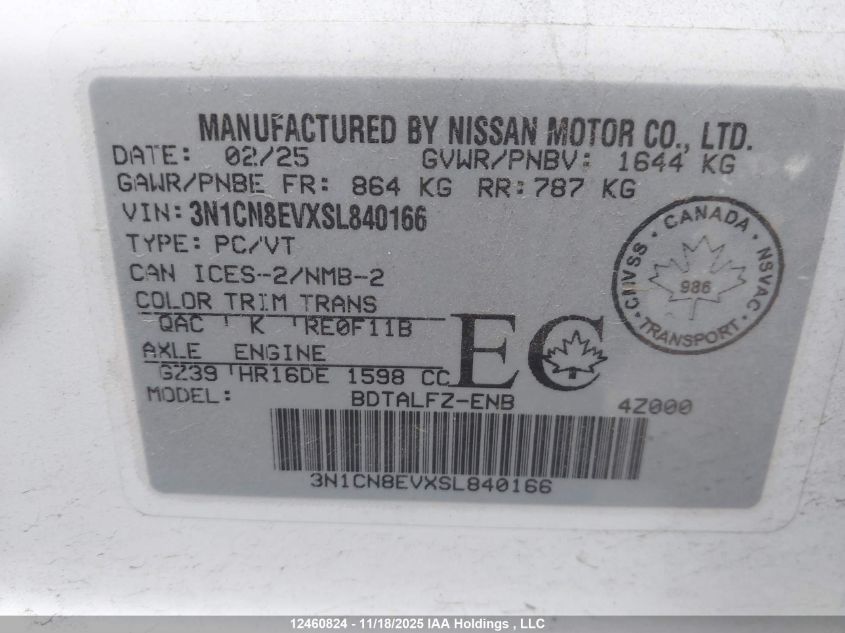 MANUFACTURED BY NISSAN MOTOR CO., LTD.
DATE: 02/25 GVWR/PNBV: 1644 KG
GAWR/PNBE FR: 864 KG RR: 787 KG
VIN: 3N1CN8EVXSL840166
TYPE: PC/VT
CAN ICES-2/NMB-2
COLOR TRIM TRANS
QAC K RE0F11B
AXLE ENGINE
GZ39 HR16DE 1598 CC
EC
CANADA
CMVSS NSVAC
986
TRANSPORT
MODEL: BDTALFZ-ENB 4Z000
3N1CN8EVXSL840166
12460824 - 11/18/2025 IAA Holdings , LLC